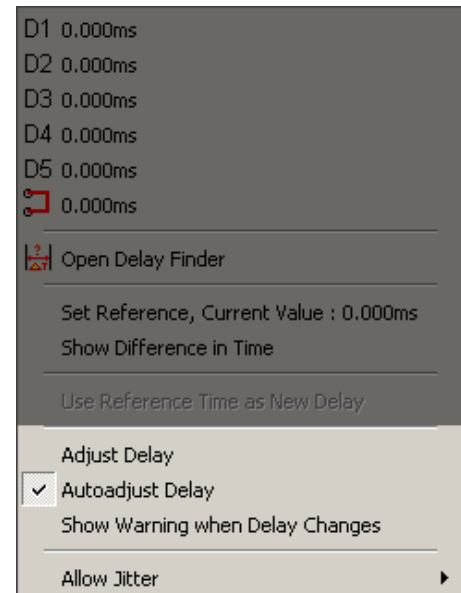 D1 0.000ms
D2 0.000ms
D3 0.000ms
D4 0.000ms
D5 0.000ms
0.000ms
? ΔT Open Delay Finder
Set Reference, Current Value : 0.000ms
Show Difference in Time
Use Reference Time as New Delay
Adjust Delay
Autoadjust Delay
Show Warning when Delay Changes
Allow Jitter